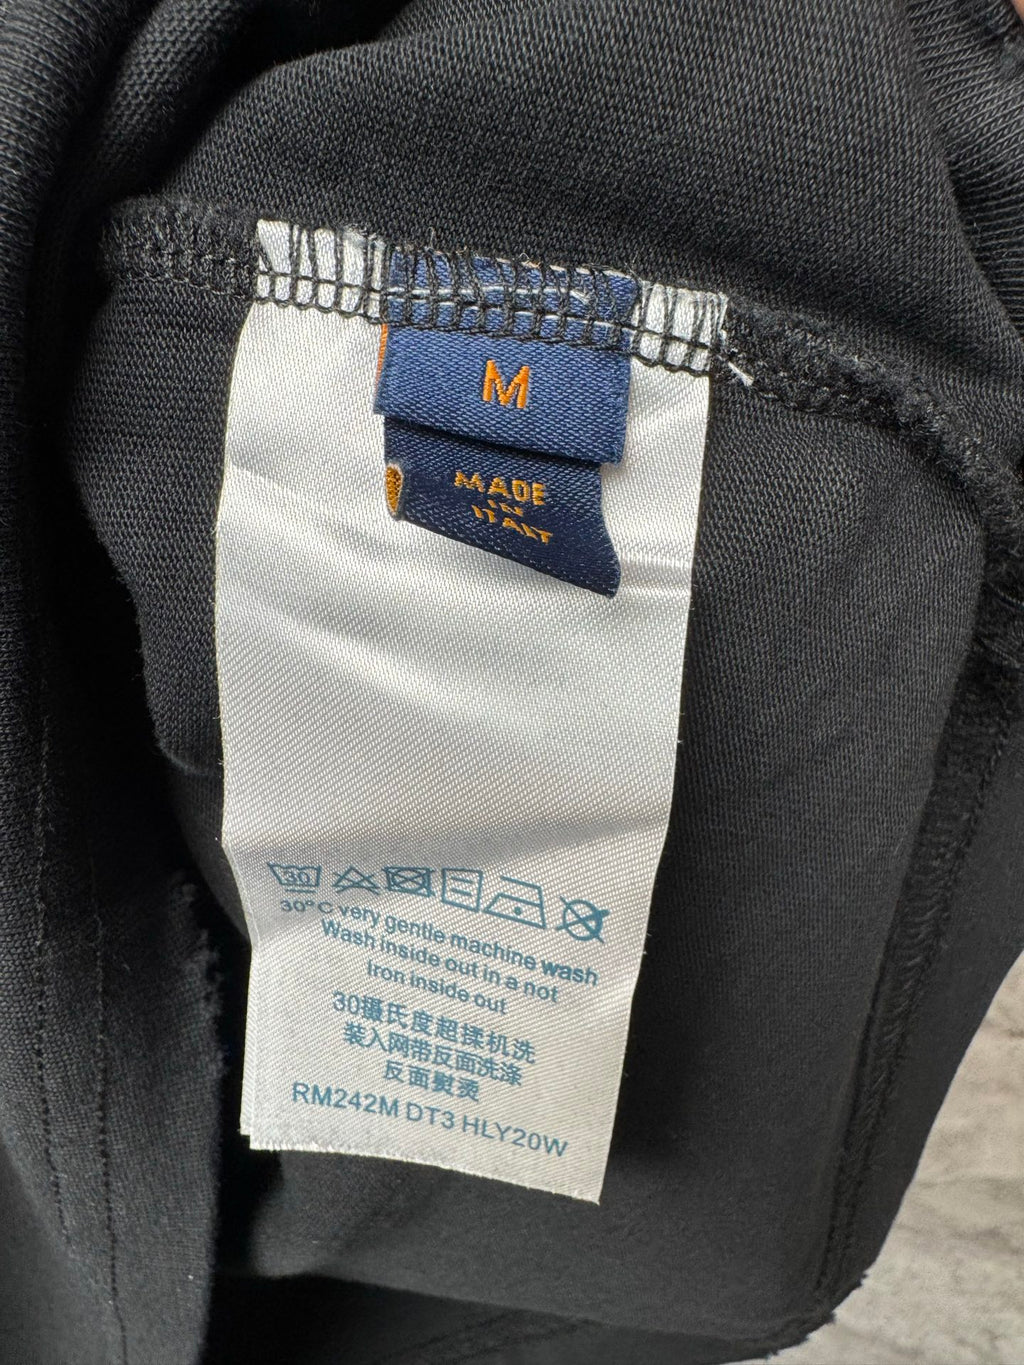 M
MADE
IN
ITALY
30
30°C very gentle machine wash
Wash inside out in a not
Iron inside out
30摄氏度超揉机洗
装入网带反面洗涤
反面熨烫
RM242M DT3 HLY20W